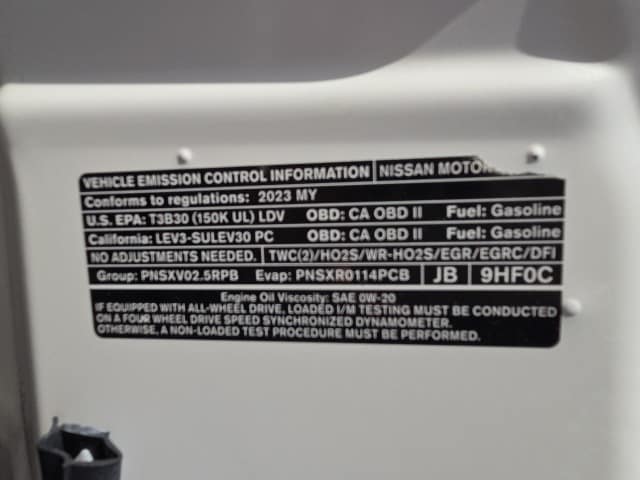 VEHICLE EMISSION CONTROL INFORMATION NISSAN
Conforms to regulations: 2023 MY
U.S. EPA: T3B30 (150K UL) LDV OBD: CA OBD II Fuel: Gasoline
California: LEV3-SULEV30 PC OBD: CA OBD II Fuel: Gasoline
NO ADJUSTMENTS NEEDED. TWC(2)/HO2S/WR-HO2S/EGR/EGRC/DFI
Group: PNSXV02.5RPB Evap: PNSXR0114PCB JB 9HF0C
Engine Oil Viscosity: SAE 0W-20
IF EQUIPPED WITH ALL-WHEEL DRIVE, LOADED I/M TESTING MUST BE CONDUCTED
ON A FOUR WHEEL DRIVE SPEED SYNCHRONIZED DYNAMOMETER.
OTHERWISE, A NON-LOADED TEST PROCEDURE MUST BE PERFORMED.